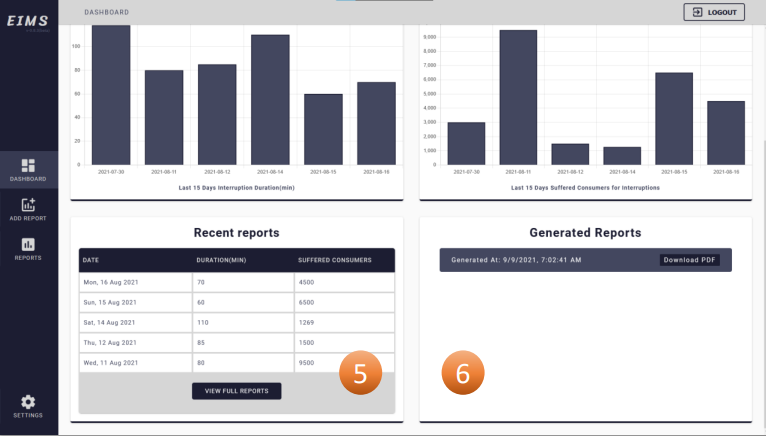 EIMS
DASHBOARD
LOGOUT
DASHBOARD
ADD REPORT
REPORTS
SETTINGS
100
80
60
40
20
0
2021-07-30 2021-08-11 2021-08-12 2021-08-14 2021-08-15 2021-08-16
Last 15 Days Interruption Duration(min)
9,000
8,000
7,000
6,000
5,000
4,000
3,000
2,000
1,000
0
2021-07-30 2021-08-11 2021-08-12 2021-08-14 2021-08-15 2021-08-16
Last 15 Days Suffered Consumers for Interruptions
Recent reports
DATE DURATION(MIN) SUFFERED CONSUMERS
Mon, 16 Aug 2021 70 4500
Sun, 15 Aug 2021 60 6500
Sat, 14 Aug 2021 110 1269
Thu, 12 Aug 2021 85 1500
Wed, 11 Aug 2021 80 9500
VIEW FULL REPORTS
5
Generated Reports
Generated At: 9/9/2021, 7:02:41 AM Download PDF
6